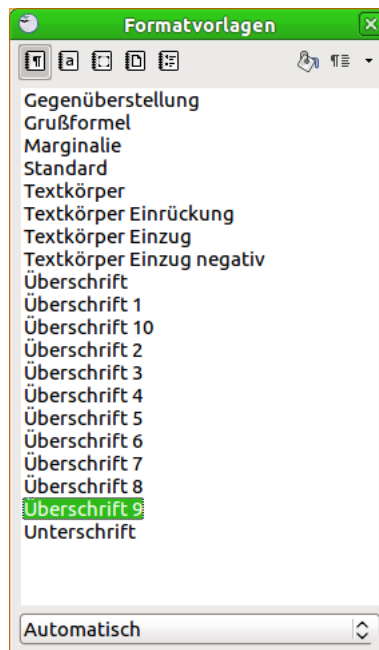 Formatvorlagen
Gegenüberstellung
Grußformel
Marginalie
Standard
Textkörper
Textkörper Einrückung
Textkörper Einzug
Textkörper Einzug negativ
Überschrift
Überschrift 1
Überschrift 10
Überschrift 2
Überschrift 3
Überschrift 4
Überschrift 5
Überschrift 6
Überschrift 7
Überschrift 8
Überschrift 9
Unterschrift
Automatisch